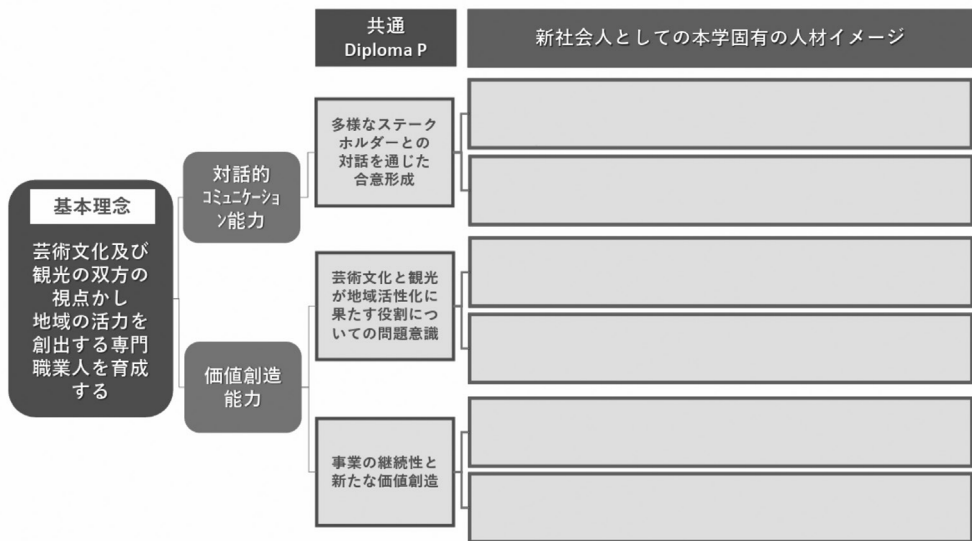 共通
Diploma P
新社会人としての本学固有の人材イメージ
基本理念
芸術文化及び
観光の双方の
視点かし
地域の活力を
創出する専門
職業人を育成
する
対話的
ｺﾐｭﾆｹｰｼｮ
ﾝ能力
価値創造
能力
多様なステーク
ホルダーとの
対話を通じた
合意形成
芸術文化と観光
が地域活性化に
果たす役割につ
いての問題意識
事業の継続性と
新たな価値創造